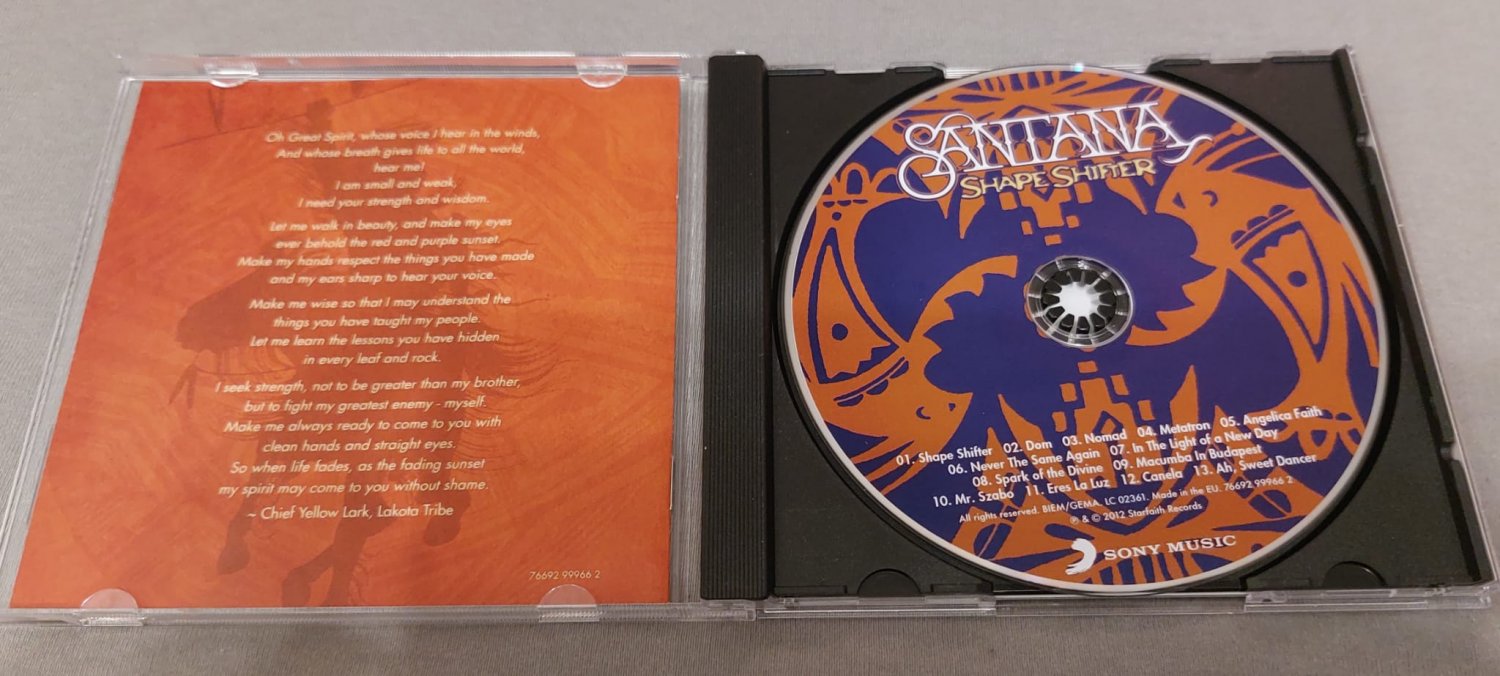 Oh Great Spirit, whose voice I hear in the winds,
And whose breath gives life to all the world,
hear me!
I am small and weak,
I need your strength and wisdom.
Let me walk in beauty, and make my eyes
ever behold the red and purple sunset.
Make my hands respect the things you have made
and my ears sharp to hear your voice.
Make me wise so that I may understand the
things you have taught my people.
Let me learn the lessons you have hidden
in every leaf and rock.
I seek strength, not to be greater than my brother,
but to fight my greatest enemy - myself.
Make me always ready to come to you with
clean hands and straight eyes.
So when life fades, as the fading sunset
my spirit may come to you without shame.
~ Chief Yellow Lark, Lakota Tribe
76692 99966 2
SANTANA
SHAPE SHIFTER
01. Shape Shifter 02. Dom 03. Nomad 04. Metatron 05. Angelica Faith
06. Never The Same Again 07. In The Light of a New Day
08. Spark of the Divine 09. Macumba In Budapest
10. Mr. Szabo 11. Eres La Luz 12. Canela 13. Ah, Sweet Dancer
All rights reserved. BIEM/GEMA. LC 02361. Made in the EU. 76692 99966 2
℗ & © 2012 Starfaith Records
SONY MUSIC